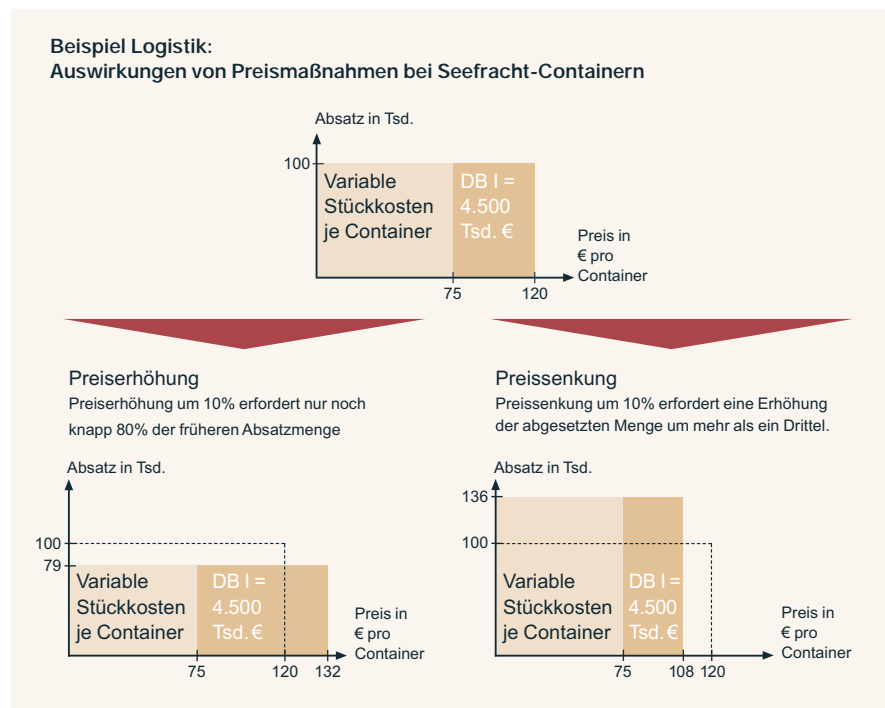 Beispiel Logistik:
Auswirkungen von Preismaßnahmen bei Seefracht-Containern
Absatz in Tsd.
100
Variable
Stückkosten
je Container
DB I =
4.500
Tsd. €
Preis in
€ pro
Container
75
120
Preiserhöhung
Preiserhöhung um 10% erfordert nur noch
knapp 80% der früheren Absatzmenge
Absatz in Tsd.
100
79
Variable
Stückkosten
je Container
DB I =
4.500
Tsd. €
Preis in
€ pro
Container
75
120
132
Preissenkung
Preissenkung um 10% erfordert eine Erhöhung
der abgesetzten Menge um mehr als ein Drittel.
Absatz in Tsd.
136
100
Variable
Stückkosten
je Container
DB I =
4.500
Tsd. €
Preis in
€ pro
Container
75
108
120